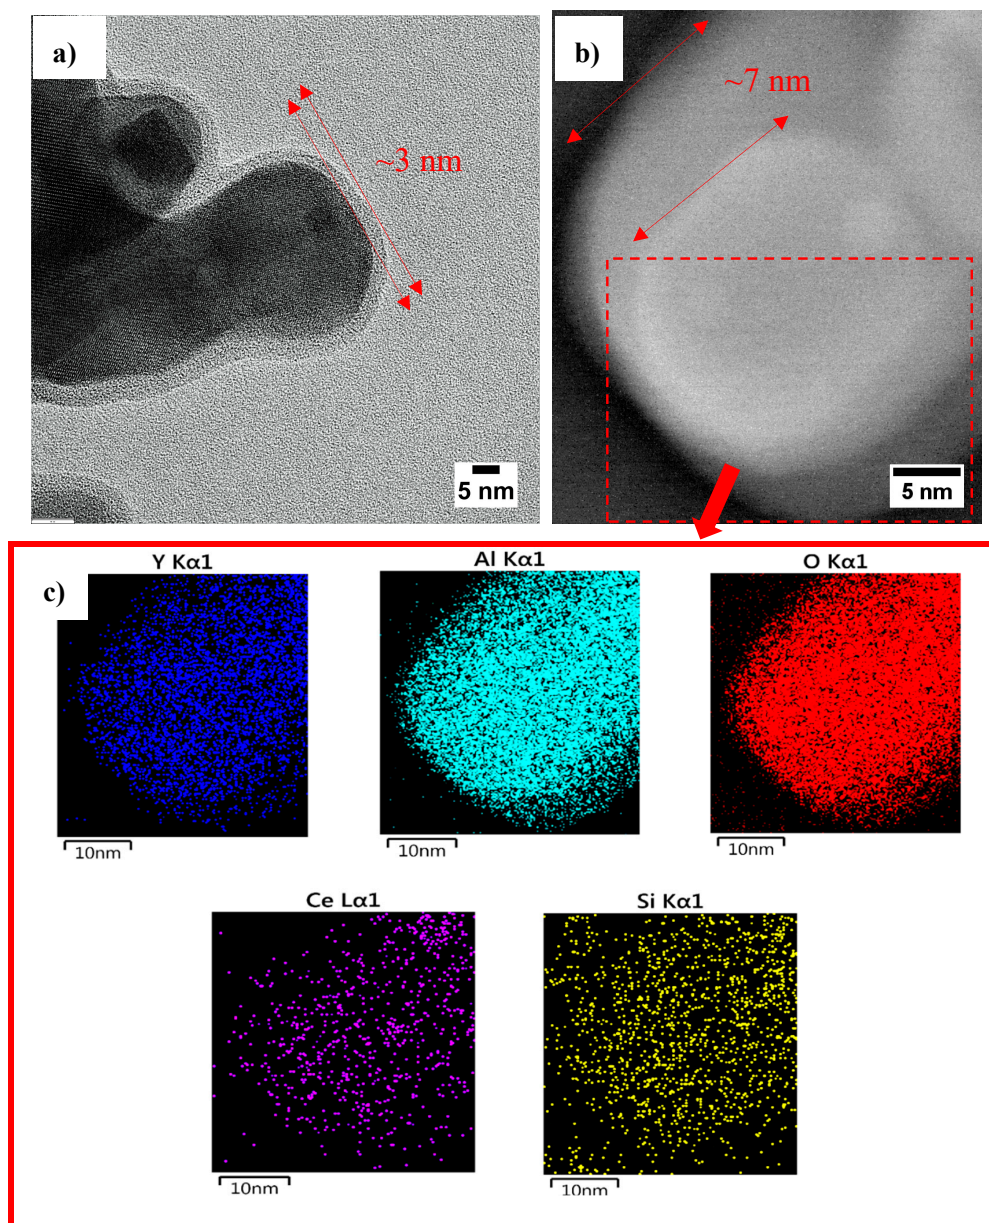 a)
~3 nm
5 nm
b)
~7 nm
5 nm
c)
Y Kα1
10nm
Al Kα1
10nm
O Kα1
10nm
Ce Lα1
10nm
Si Kα1
10nm